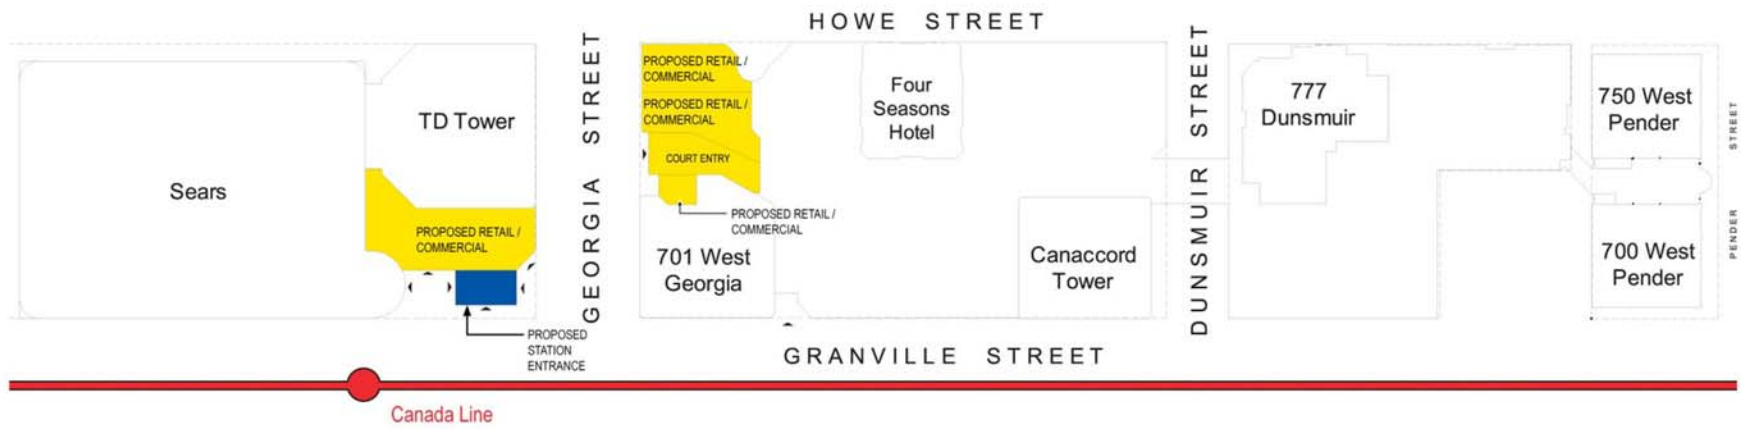 HOWE STREET
Sears
TD Tower
PROPOSED RETAIL /
COMMERCIAL
PROPOSED
STATION
ENTRANCE
GEORGIA STREET
PROPOSED RETAIL /
COMMERCIAL
PROPOSED RETAIL /
COMMERCIAL
COURT ENTRY
PROPOSED RETAIL /
COMMERCIAL
701 West
Georgia
Four
Seasons
Hotel
Canaccord
Tower
DUNSMUIR STREET
777
Dunsmuir
750 West
Pender
700 West
Pender
PENDER STREET
GRANVILLE STREET
Canada Line